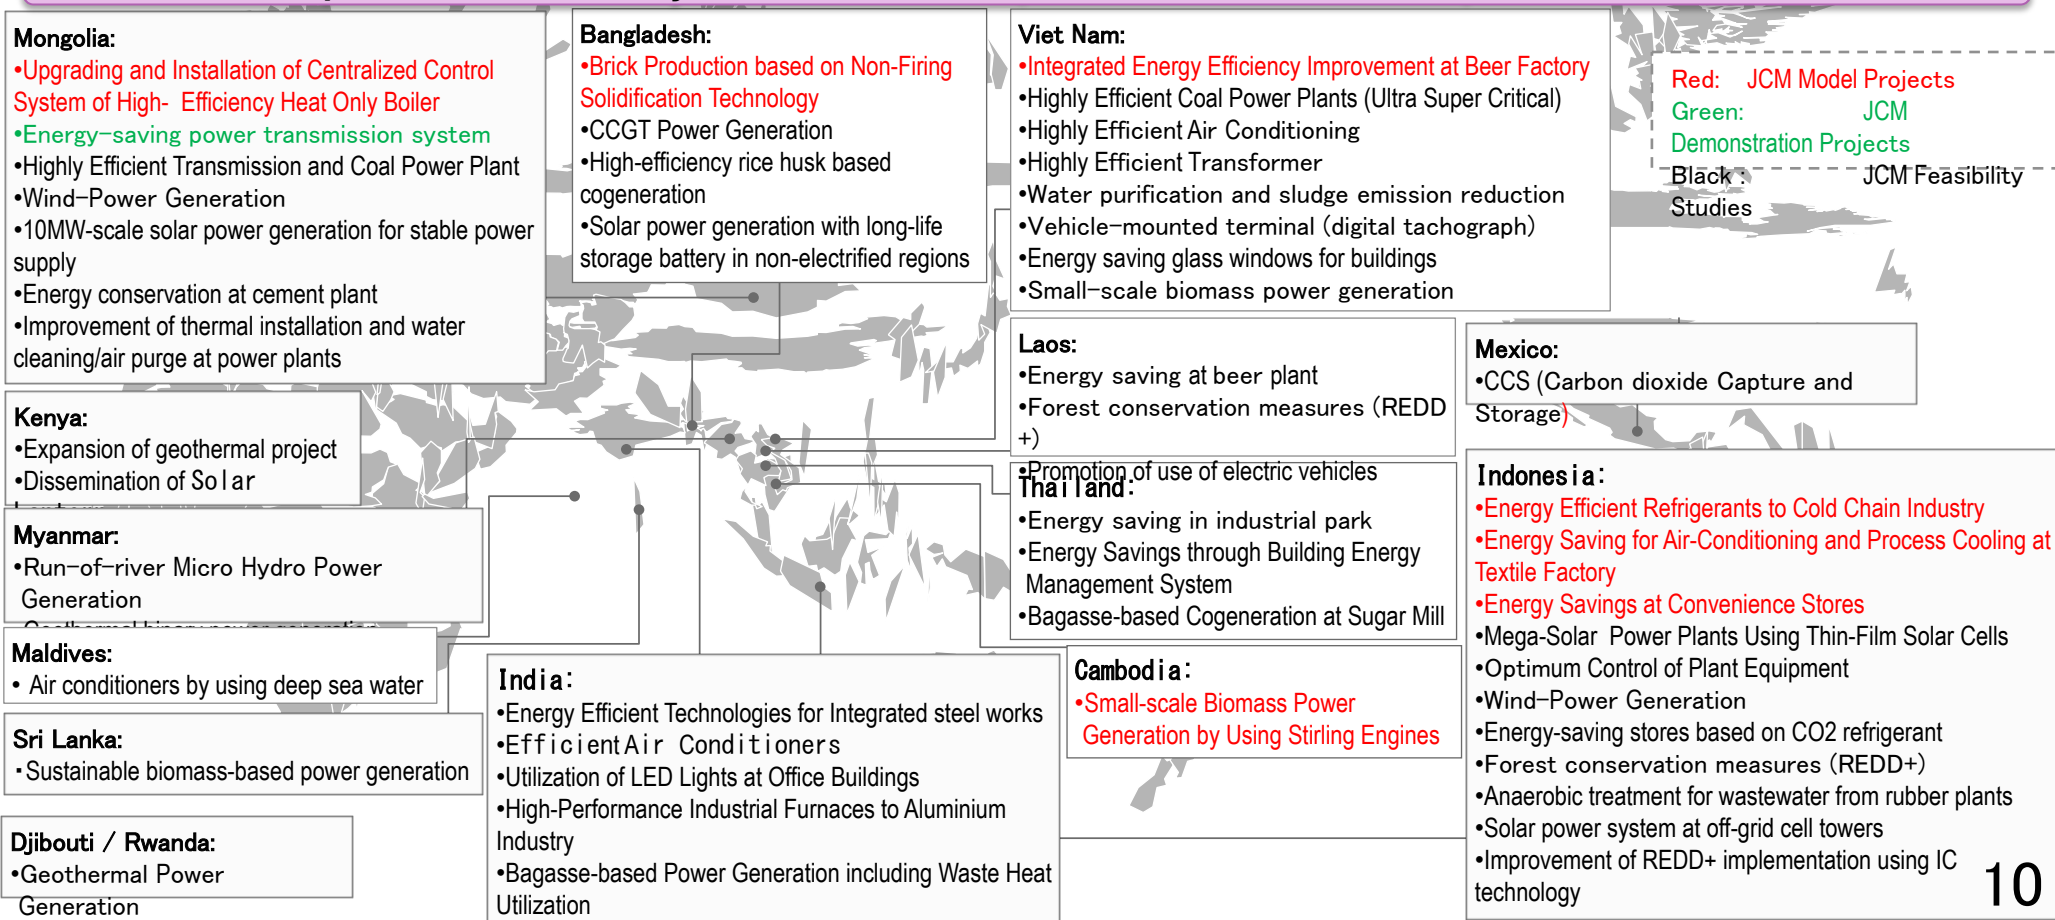 Mongolia:
•Upgrading and Installation of Centralized Control
System of High- Efficiency Heat Only Boiler
•Energy-saving power transmission system
•Highly Efficient Transmission and Coal Power Plant
•Wind-Power Generation
•10MW-scale solar power generation for stable power
supply
•Energy conservation at cement plant
•Improvement of thermal installation and water
cleaning/air purge at power plants
Bangladesh:
•Brick Production based on Non-Firing
Solidification Technology
•CCGT Power Generation
•High-efficiency rice husk based
cogeneration
•Solar power generation with long-life
storage battery in non-electrified regions
Viet Nam:
•Integrated Energy Efficiency Improvement at Beer Factory
•Highly Efficient Coal Power Plants (Ultra Super Critical)
•Highly Efficient Air Conditioning
•Highly Efficient Transformer
•Water purification and sludge emission reduction
•Vehicle-mounted terminal (digital tachograph)
•Energy saving glass windows for buildings
•Small-scale biomass power generation
Red: JCM Model Projects
Green: JCM
Demonstration Projects
Black : JCM Feasibility
Studies
Laos:
•Energy saving at beer plant
•Forest conservation measures (REDD
+)
•Promotion of use of electric vehicles
Mexico:
•CCS (Carbon dioxide Capture and
Storage)
Kenya:
•Expansion of geothermal project
•Dissemination of Solar
Myanmar:
•Run-of-river Micro Hydro Power
Generation
Geothermal binary power generation
Maldives:
• Air conditioners by using deep sea water
Sri Lanka:
・Sustainable biomass-based power generation
Djibouti / Rwanda:
•Geothermal Power
Generation
India:
•Energy Efficient Technologies for Integrated steel works
•Efficient Air Conditioners
•Utilization of LED Lights at Office Buildings
•High-Performance Industrial Furnaces to Aluminium
Industry
•Bagasse-based Power Generation including Waste Heat
Utilization
Thailand:
•Energy saving in industrial park
•Energy Savings through Building Energy
Management System
•Bagasse-based Cogeneration at Sugar Mill
Cambodia:
•Small-scale Biomass Power
Generation by Using Stirling Engines
Indonesia:
•Energy Efficient Refrigerants to Cold Chain Industry
•Energy Saving for Air-Conditioning and Process Cooling at
Textile Factory
•Energy Savings at Convenience Stores
•Mega-Solar Power Plants Using Thin-Film Solar Cells
•Optimum Control of Plant Equipment
•Wind-Power Generation
•Energy-saving stores based on CO2 refrigerant
•Forest conservation measures (REDD+)
•Anaerobic treatment for wastewater from rubber plants
•Solar power system at off-grid cell towers
•Improvement of REDD+ implementation using IC
technology
10